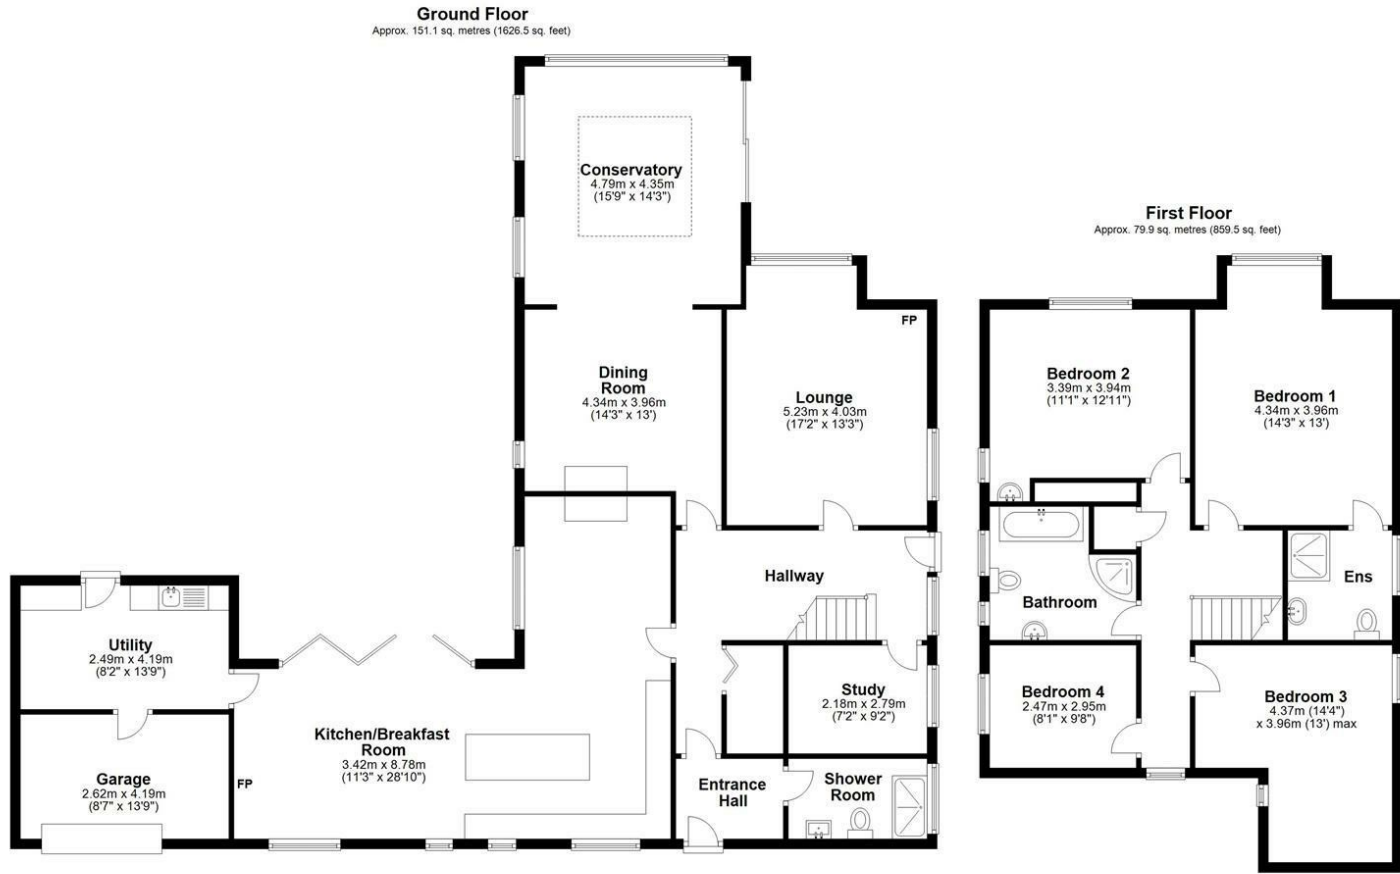 Ground Floor
Approx. 151.1 sq. metres (1626.5 sq. feet)
Conservatory
4.79m x 4.35m
(15'9" x 14'3")
Dining
Room
4.34m x 3.96m
(14'3" x 13')
FP
Lounge
5.23m x 4.03m
(17'2" x 13'3")
Hallway
Utility
2.49m x 4.19m
(8'2" x 13'9")
Study
2.18m x 2.79m
(7'2" x 9'2")
Kitchen/Breakfast
Room
3.42m x 8.78m
(11'3" x 28'10")
Garage
2.62m x 4.19m
(8'7" x 13'9")
FP
Entrance
Hall
Shower
Room
First Floor
Approx. 79.9 sq. metres (859.5 sq. feet)
Bedroom 2
3.39m x 3.94m
(11'1" x 12'11")
Bedroom 1
4.34m x 3.96m
(14'3" x 13')
Bathroom
Ens
Bedroom 4
2.47m x 2.95m
(8'1" x 9'8")
Bedroom 3
4.37m (14'4")
x 3.96m (13') max